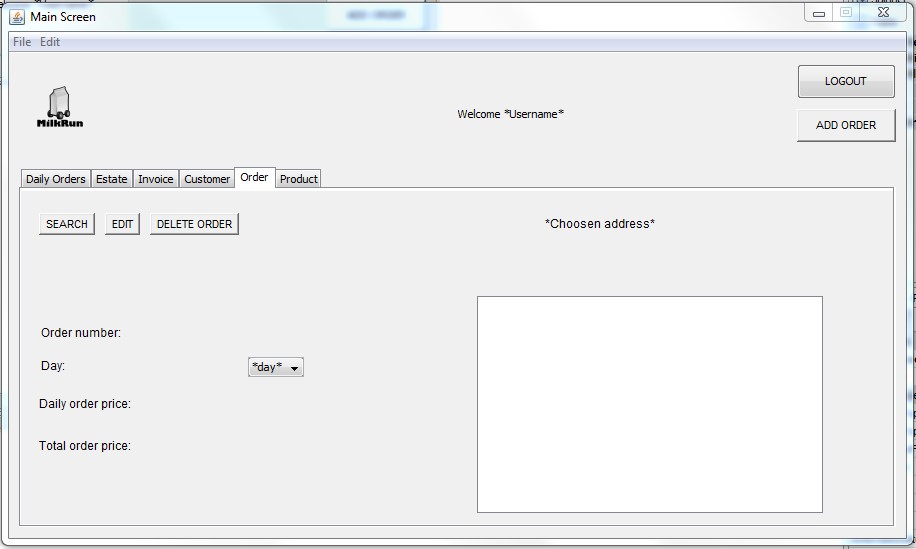 Main Screen
File Edit
LOGOUT
MilkRun
Welcome *Username*
ADD ORDER
Daily Orders Estate Invoice Customer Order Product
SEARCH EDIT DELETE ORDER
*Choosen address*
Order number:
Day: *day*
Daily order price:
Total order price: